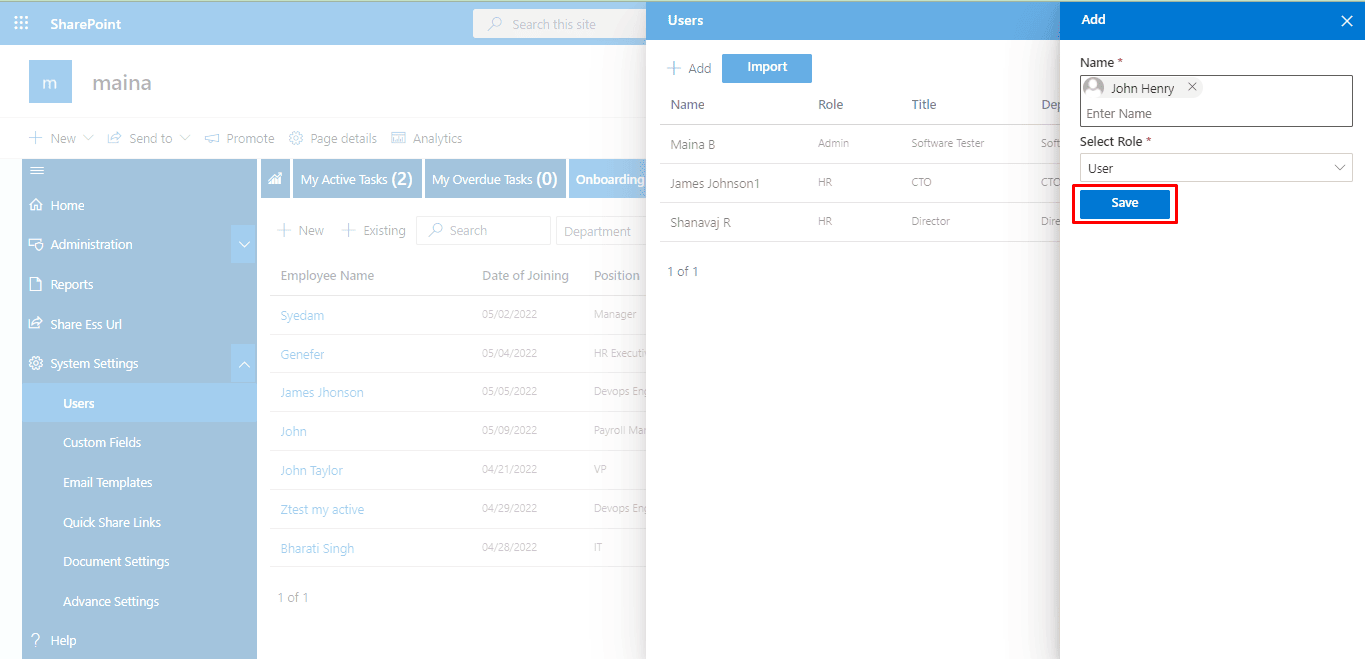 SharePoint
Search this site
m
maina
New
Send to
Promote
Page details
Analytics
Home
Administration
Reports
Share Ess Url
System Settings
Users
Custom Fields
Email Templates
Quick Share Links
Document Settings
Advance Settings
? Help
My Active Tasks (2)
My Overdue Tasks (0)
Onboarding
+ New
+ Existing
Search
Department
Employee Name Date of Joining Position
Syedam 05/02/2022 Manager
Genefer 05/04/2022 HR Executi
James Jhonson 05/05/2022 Devops Eng
John 05/09/2022 Payroll Man
John Taylor 04/21/2022 VP
Ztest my active 04/29/2022 Devops Eng
Bharati Singh 04/28/2022 IT
1 of 1
Users
+ Add
Import
Name Role Title Dep
Maina B Admin Software Tester Soft
James Johnson1 HR CTO CTO
Shanavaj R HR Director Dire
1 of 1
Add
Name *
John Henry
Enter Name
Select Role *
User
Save